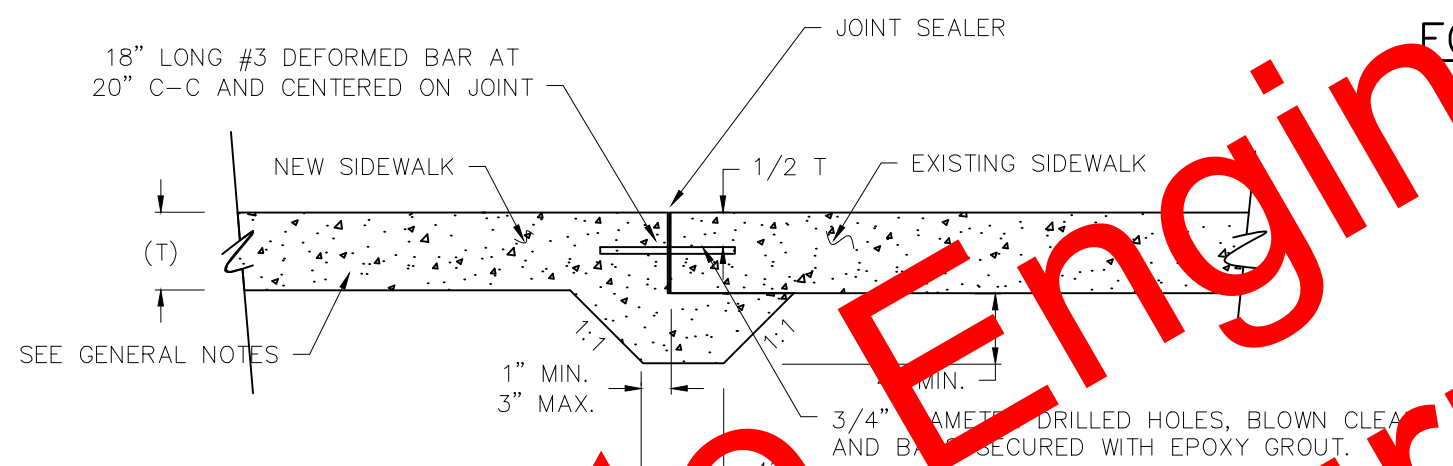 JOINT SEALER
18" LONG #3 DEFORMED BAR AT
20" C-C AND CENTERED ON JOINT
NEW SIDEWALK
1/2 T
EXISTING SIDEWALK
(T)
SEE GENERAL NOTES
1:1
1:1
1" MIN.
3" MAX.
MIN.
3/4" DRILLED HOLES, BLOWN
AND SECURED WITH EPOXY GROUT.
Engin